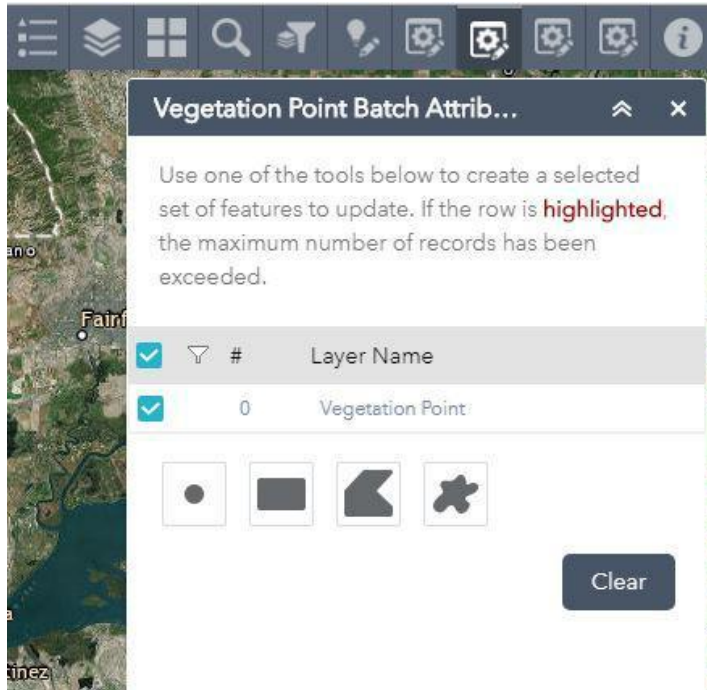 Vegetation Point Batch Attrib...
Use one of the tools below to create a selected
set of features to update. If the row is highlighted,
the maximum number of records has been
exceeded.
# Layer Name
0 Vegetation Point
Clear
ano
Fairf
a
tinez